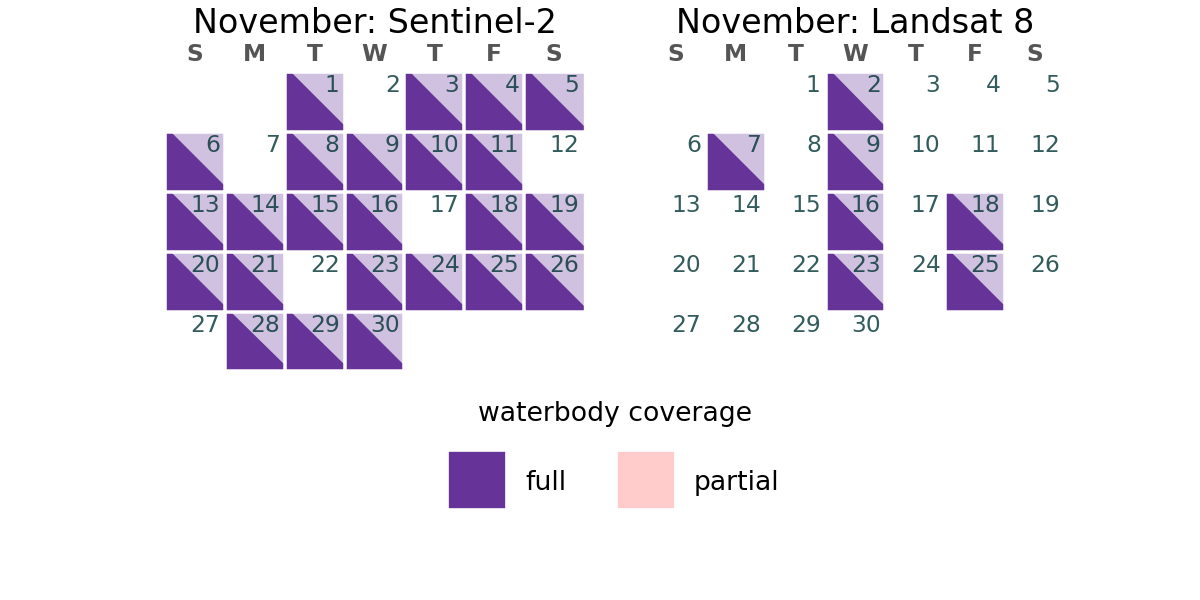 November: Sentinel-2
S M T W T F S
1 2 3 4 5
6 7 8 9 10 11 12
13 14 15 16 17 18 19
20 21 22 23 24 25 26
27 28 29 30
November: Landsat 8
S M T W T F S
1 2 3 4 5
6 7 8 9 10 11 12
13 14 15 16 17 18 19
20 21 22 23 24 25 26
27 28 29 30
waterbody coverage
full partial